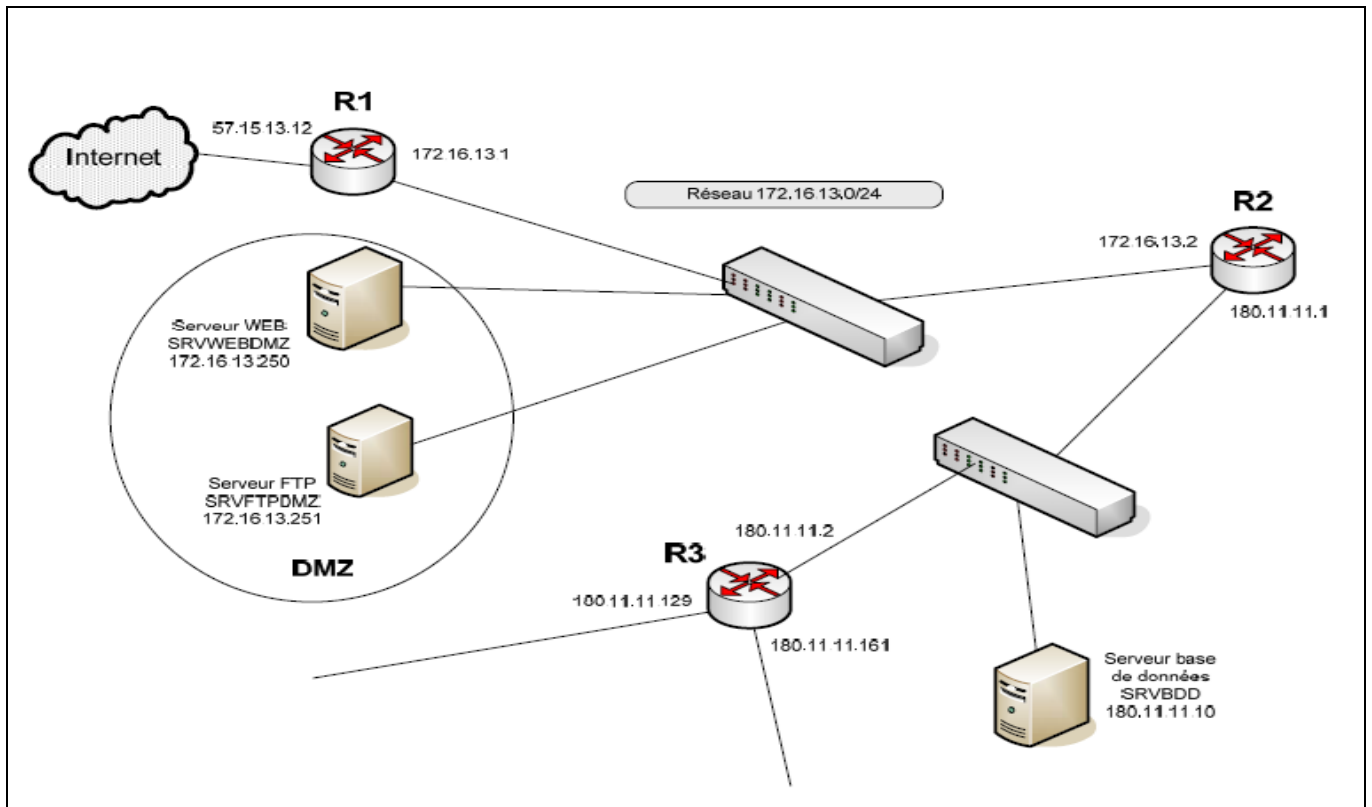 R1
57.15.13.12
Internet
172.16.13.1
Réseau 172.16.13.0/24
R2
172.16.13.2
180.11.11.1
Serveur WEB
SRVWEBDMZ
172.16.13.250
Serveur FTP
SRVFTPDMZ
172.16.13.251
DMZ
180.11.11.2
R3
180.11.11.129
180.11.11.161
Serveur base
de données
SRVBDD
180.11.11.10